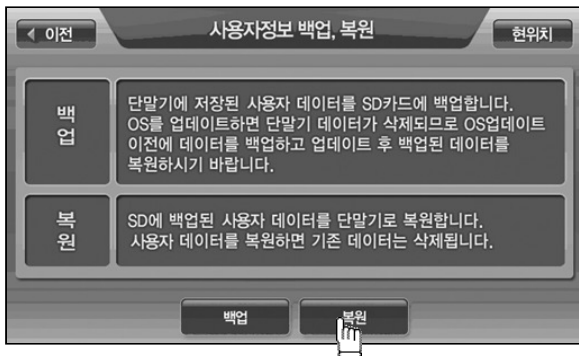 이전
사용자정보 백업, 복원
현위치
백
업
단말기에 저장된 사용자 데이터를 SD카드에 백업합니다.
OS를 업데이트하면 단말기 데이터가 삭제되므로 OS업데이트
이전에 데이터를 백업하고 업데이트 후 백업된 데이터를
복원하시기 바랍니다.
복
원
SD에 백업된 사용자 데이터를 단말기로 복원합니다.
사용자 데이터를 복원하면 기존 데이터는 삭제됩니다.
백업
복원